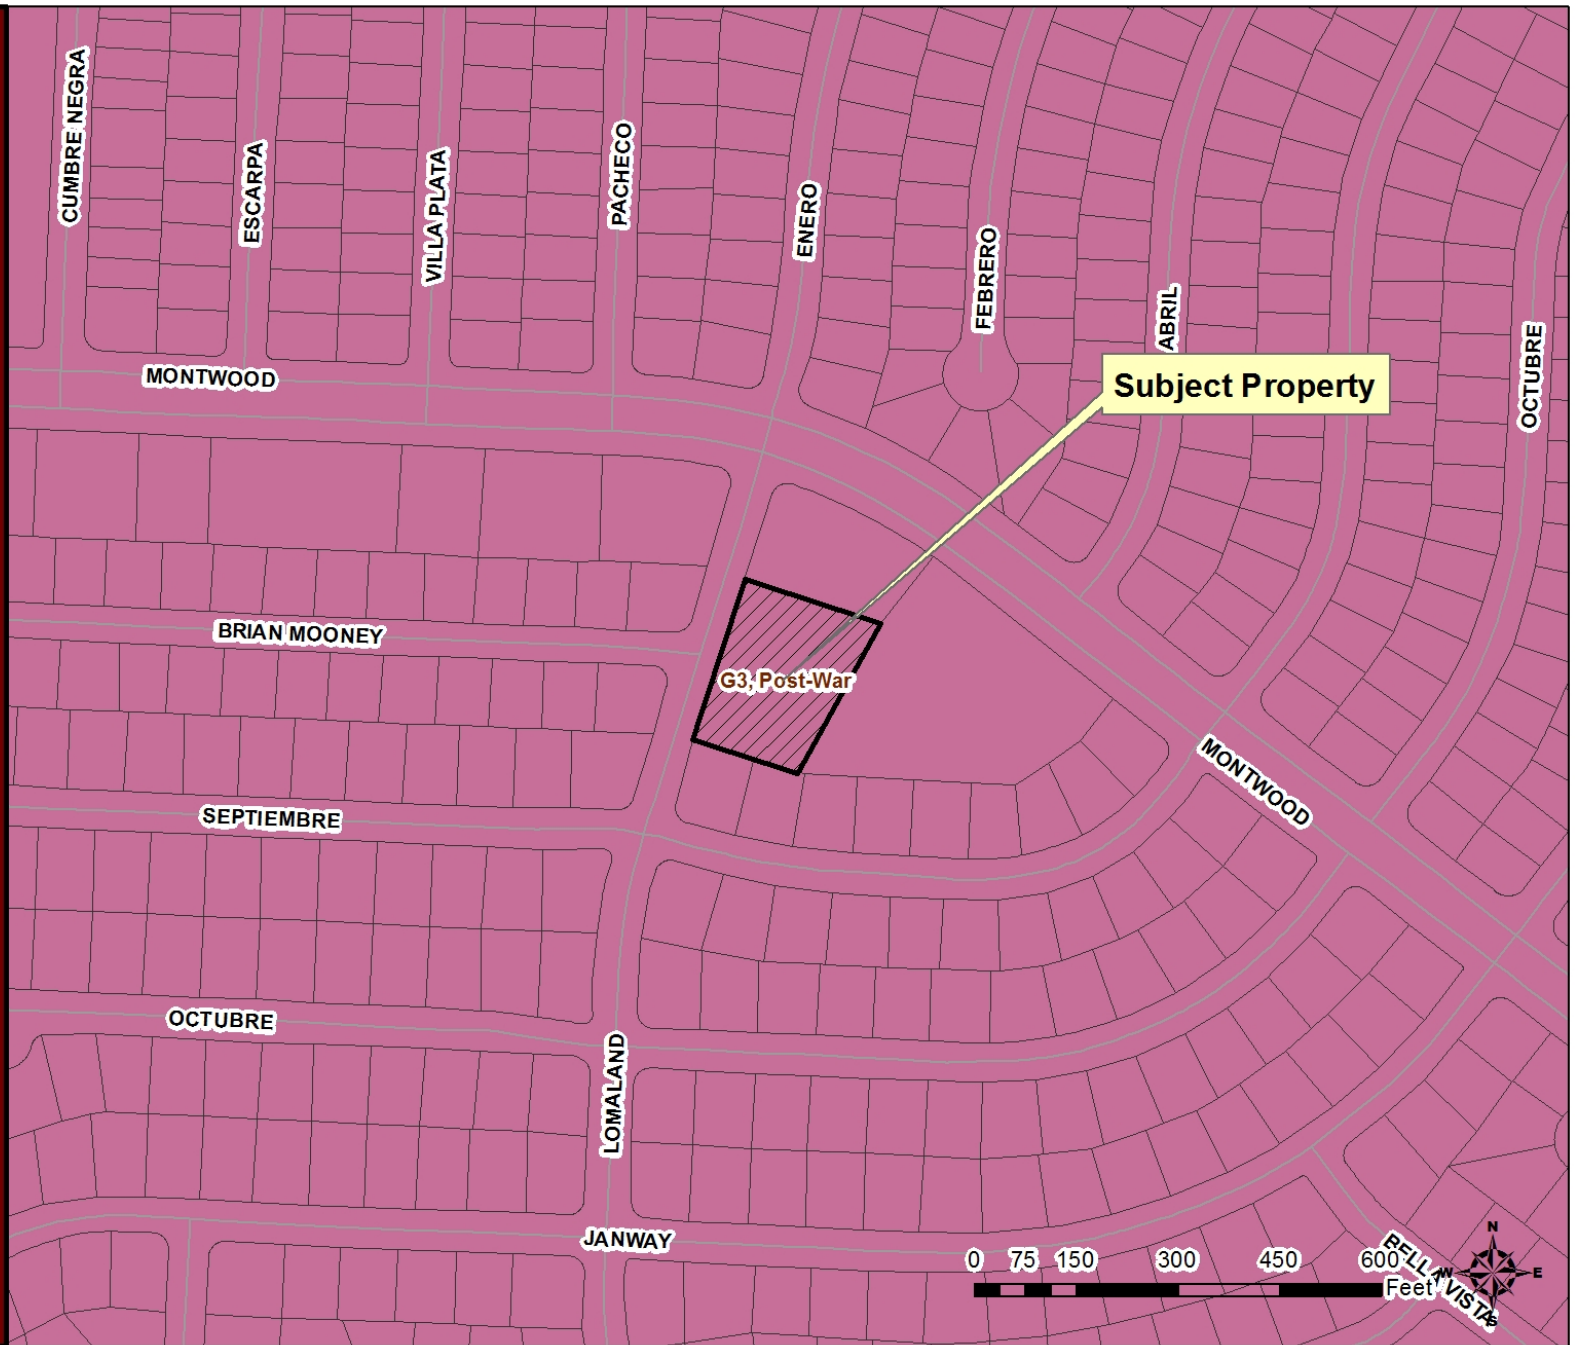 CUMBRE NEGRA
ESCARPA
VILLA PLATA
PACHECO
ENERO
FEBRERO
ABRIL
OCTUBRE
MONTWOOD
Subject Property
BRIAN MOONEY
G3, Post-War
MONTWOOD
SEPTIEMBRE
OCTUBRE
LOMALAND
JANWAY
BELLA VISTA
0 75 150 300 450 600
Feet
N
W E
S